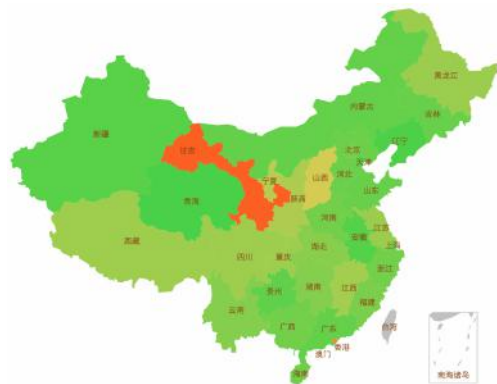 黑龙江
内蒙古
吉林
新疆
辽宁
北京
甘肃
天津
河北
山西
宁夏
山东
青海
陕西
河南
江苏
西藏
安徽
上海
四川
重庆
湖北
浙江
湖南
江西
贵州
福建
云南
广西
广东
台湾
香港
澳门
海南
南海诸岛